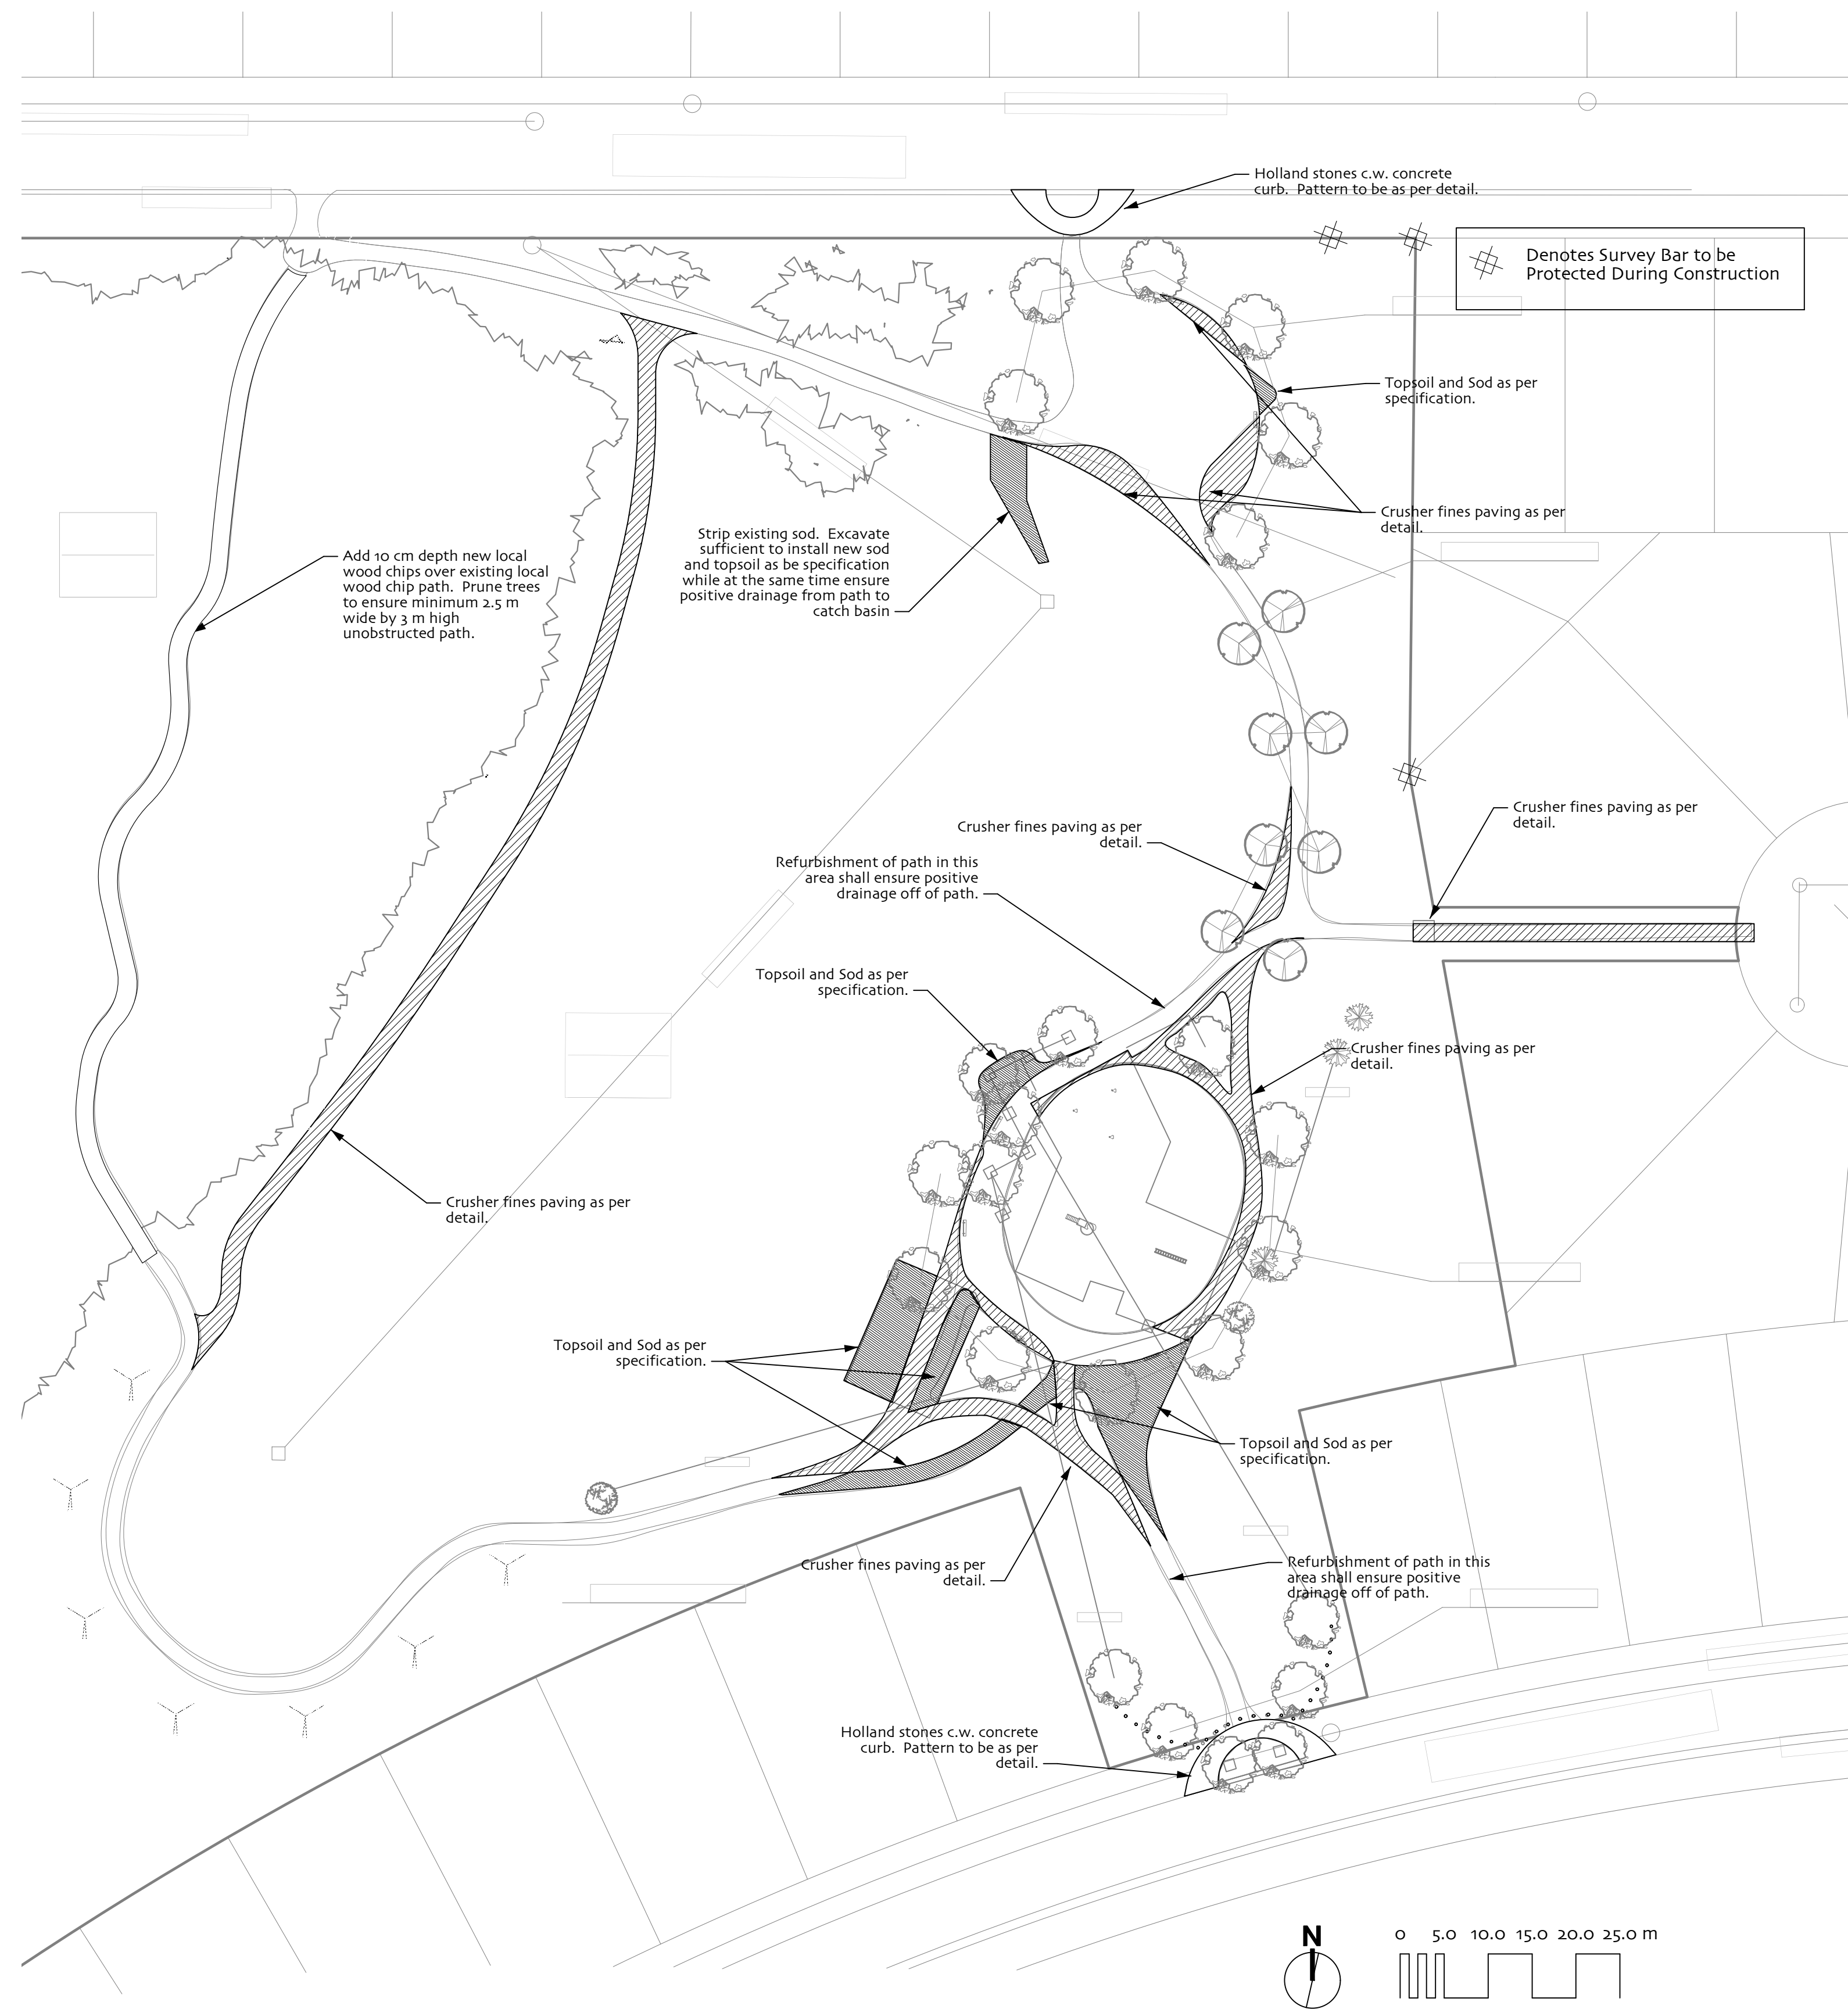 Holland stones c.w. concrete
curb.  Pattern to be as per detail.
Denotes Survey Bar to be
Protected During Construction
Topsoil and Sod as per
specification.
Crusher fines paving as per
detail.
Strip existing sod.  Excavate
sufficient to install new sod
and topsoil as be specification
while at the same time ensure
positive drainage from path to
catch basin
Add 10 cm depth new local
wood chips over existing local
wood chip path.  Prune trees
to ensure minimum 2.5 m
wide by 3 m high
unobstructed path.
Crusher fines paving as per
detail.
Crusher fines paving as per
detail.
Refurbishment of path in this
area shall ensure positive
drainage off of path.
Topsoil and Sod as per
specification.
Crusher fines paving as per
detail.
Crusher fines paving as per
detail.
Topsoil and Sod as per
specification.
Topsoil and Sod as per
specification.
Crusher fines paving as per
detail.
Refurbishment of path in this
area shall ensure positive
drainage off of path.
Holland stones c.w. concrete
curb.  Pattern to be as per
detail.
N
0 5.0 10.0 15.0 20.0 25.0 m